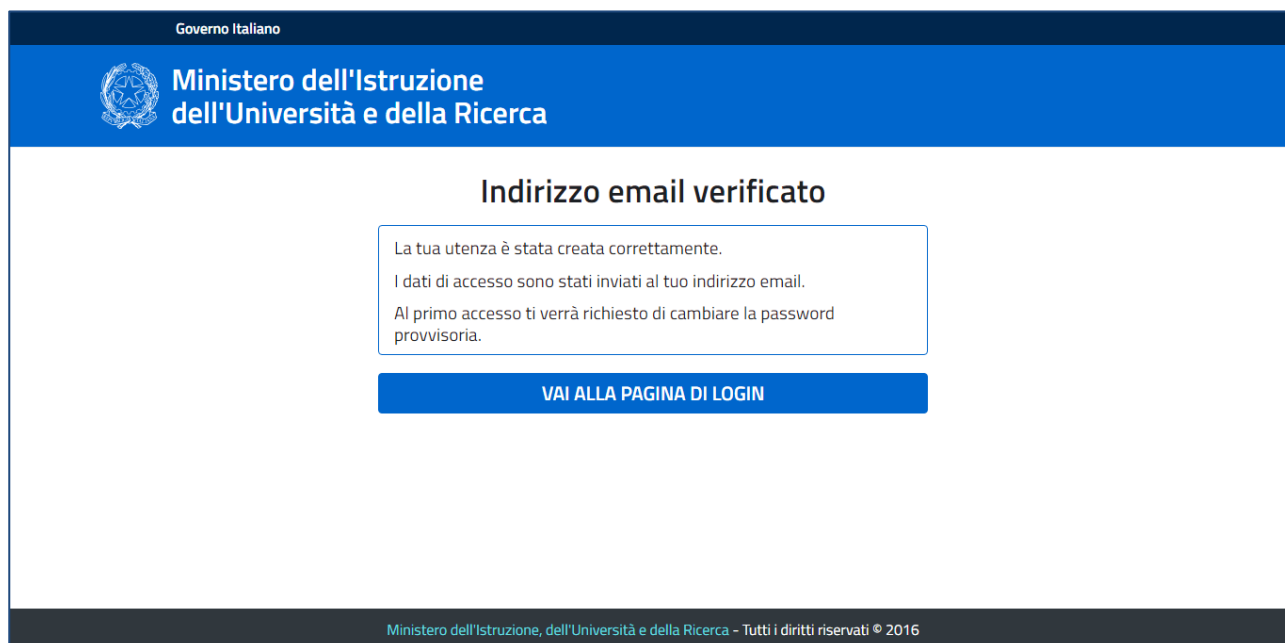 Governo Italiano
Ministero dell'Istruzione
dell'Università e della Ricerca
Indirizzo email verificato
La tua utenza è stata creata correttamente.
I dati di accesso sono stati inviati al tuo indirizzo email.
Al primo accesso ti verrà richiesto di cambiare la password
provvisoria.
VAI ALLA PAGINA DI LOGIN
Ministero dell'Istruzione, dell'Università e della Ricerca - Tutti i diritti riservati © 2016